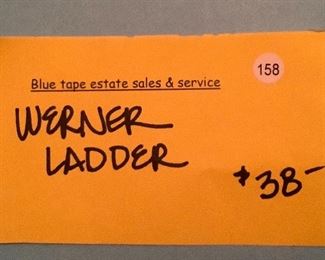 158
Blue tape estate sales & service
WERNER
LADDER
$38-